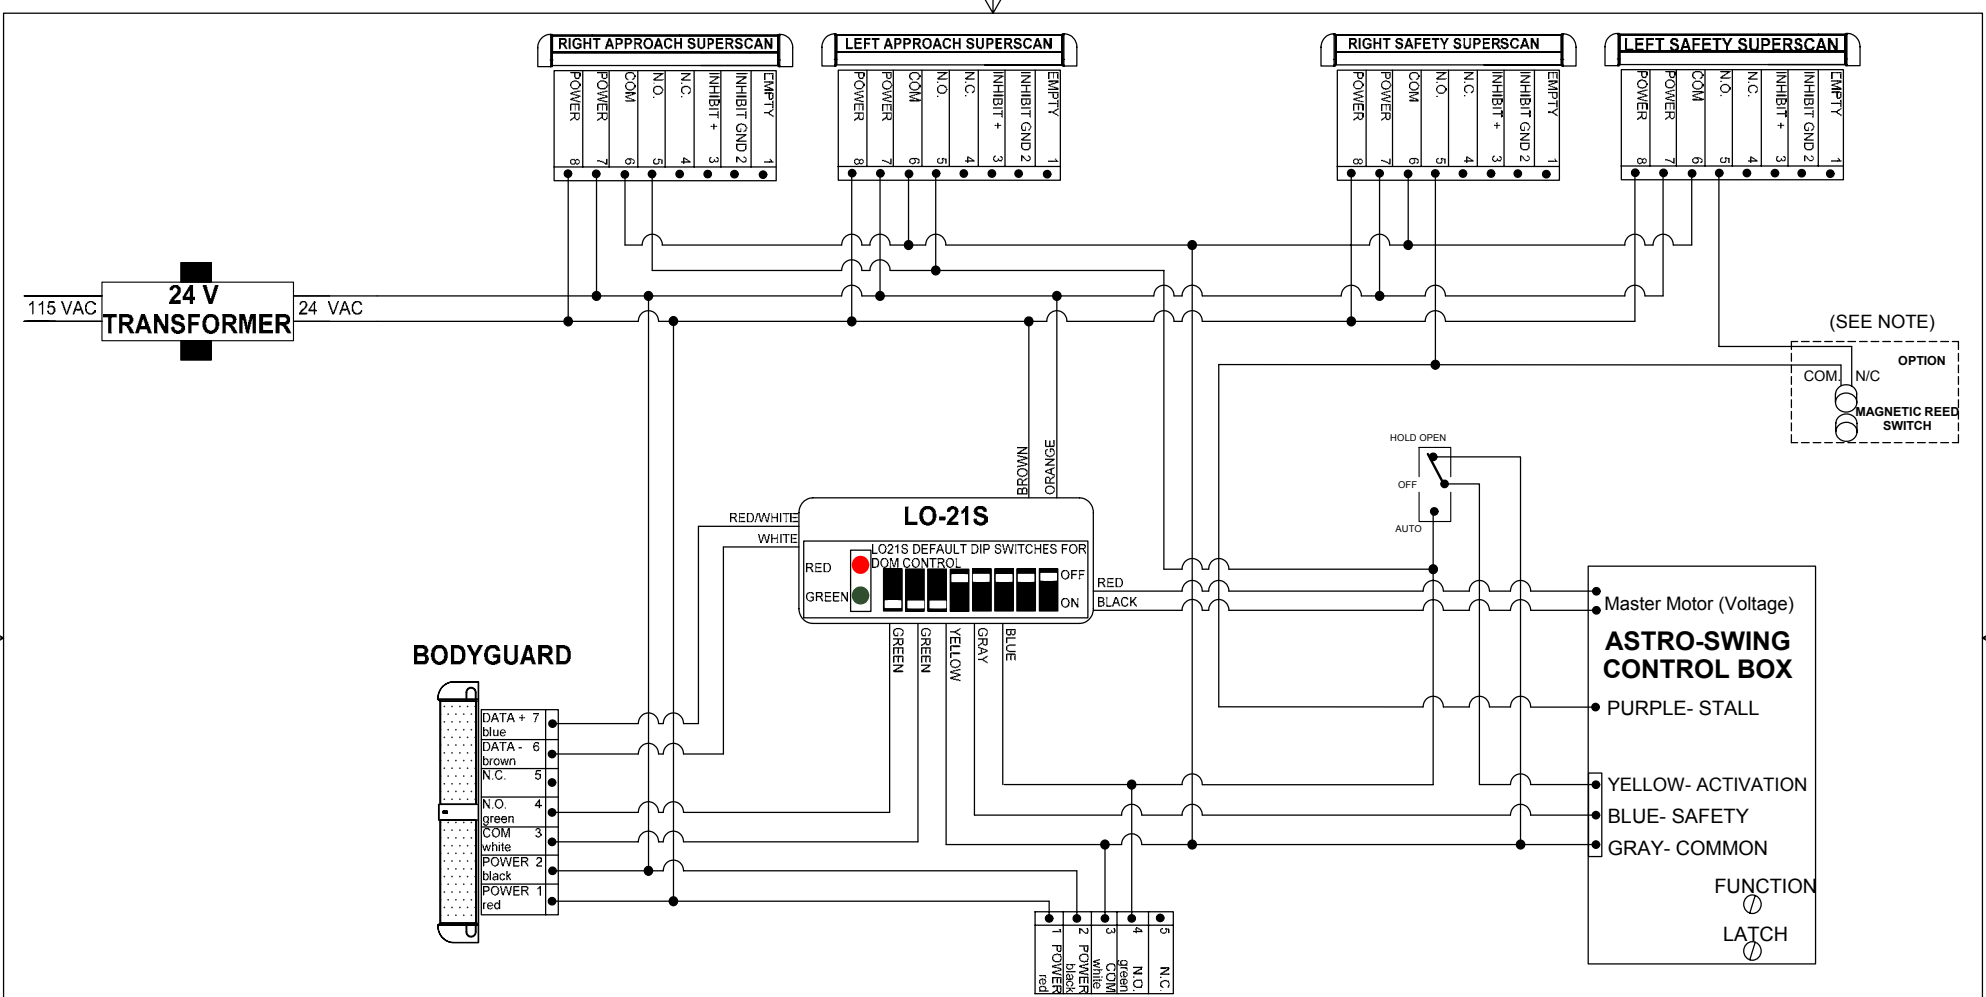 RIGHT APPROACH SUPERSCAN
POWER 8
POWER 7
COM 6
N.O. 5
N.C. 4
INHIBIT + 3
INHIBIT GND 2
EMPTY 1
LEFT APPROACH SUPERSCAN
POWER 8
POWER 7
COM 6
N.O. 5
N.C. 4
INHIBIT + 3
INHIBIT GND 2
EMPTY 1
RIGHT SAFETY SUPERSCAN
POWER 8
POWER 7
COM 6
N.O. 5
N.C. 4
INHIBIT + 3
INHIBIT GND 2
EMPTY 1
LEFT SAFETY SUPERSCAN
POWER 8
POWER 7
COM 6
N.O. 5
N.C. 4
INHIBIT + 3
INHIBIT GND 2
EMPTY 1
115 VAC
24 V
TRANSFORMER
24 VAC
(SEE NOTE)
OPTION
COM. N/C
MAGNETIC REED
SWITCH
HOLD OPEN
OFF
AUTO
BROWN
ORANGE
RED/WHITE
WHITE
LO-21S
LO21S DEFAULT DIP SWITCHES FOR
DOM CONTROL
RED
GREEN
OFF
ON
RED
BLACK
GREEN
GREEN
YELLOW
GRAY
BLUE
Master Motor (Voltage)
ASTRO-SWING
CONTROL BOX
PURPLE- STALL
YELLOW- ACTIVATION
BLUE- SAFETY
GRAY- COMMON
FUNCTION
LATCH
BODYGUARD
DATA + 7
blue
DATA - 6
brown
N.C. 5
N.O. 4
green
COM 3
white
POWER 2
black
POWER 1
red
1 POWER
red
2 POWER
black
3 COM
white
4 N.O.
green
5 N.C.